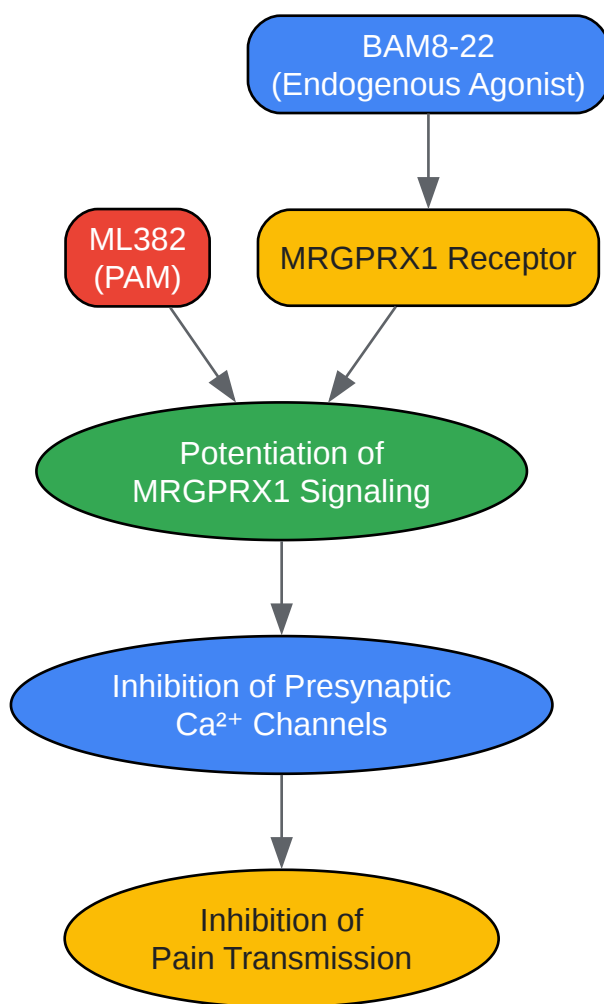 BAM8-22
(Endogenous Agonist)
ML382
(PAM)
MRGPRX1 Receptor
Potentiation of
MRGPRX1 Signaling
Inhibition of Presynaptic
Ca²⁺ Channels
Inhibition of
Pain Transmission